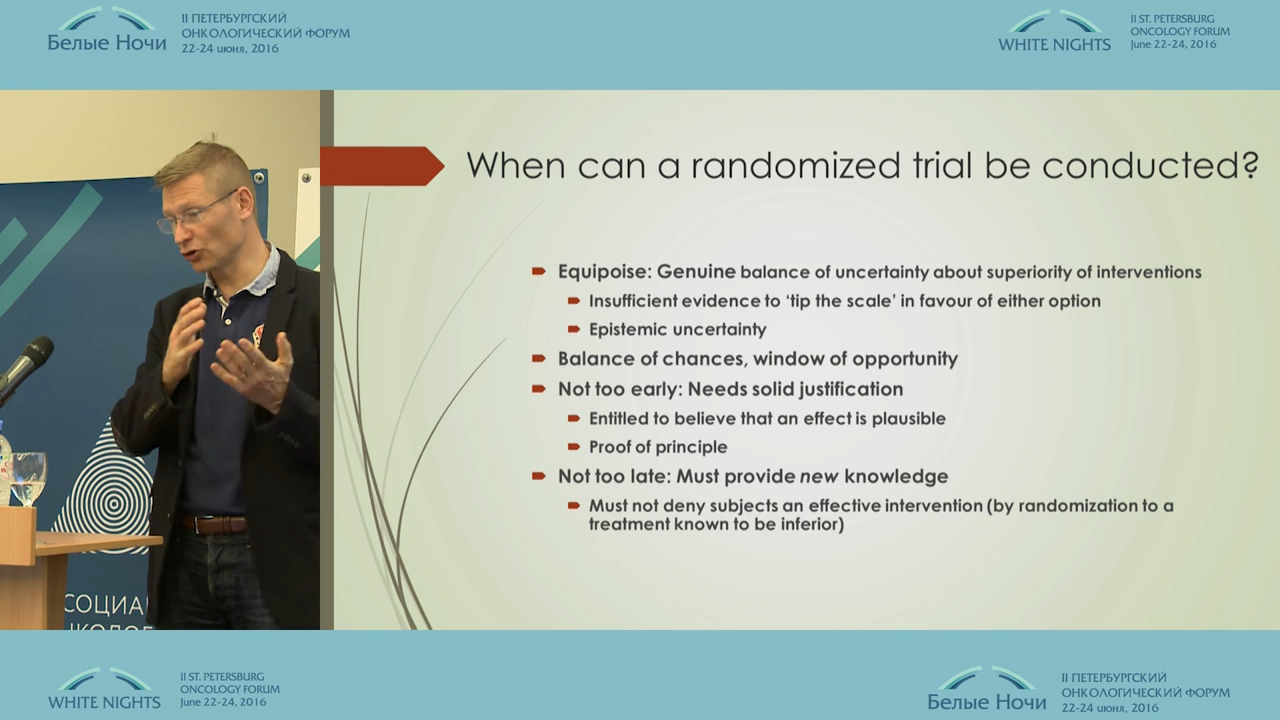 Белые Ночи
II ПЕТЕРБУРГСКИЙ
ОНКОЛОГИЧЕСКИЙ ФОРУМ
22-24 июня, 2016
WHITE NIGHTS
II ST. PETERSBURG
ONCOLOGY FORUM
June 22-24, 2016
When can a randomized trial be conducted?
Equipoise: Genuine balance of uncertainty about superiority of interventions
Insufficient evidence to ‘tip the scale’ in favour of either option
Epistemic uncertainty
Balance of chances, window of opportunity
Not too early: Needs solid justification
Entitled to believe that an effect is plausible
Proof of principle
Not too late: Must provide new knowledge
Must not deny subjects an effective intervention (by randomization to a
treatment known to be inferior)
СОЦИА
WHITE NIGHTS
II ST. PETERSBURG
ONCOLOGY FORUM
June 22-24, 2016
Белые Ночи
II ПЕТЕРБУРГСКИЙ
ОНКОЛОГИЧЕСКИЙ ФОРУМ
22-24 июня, 2016